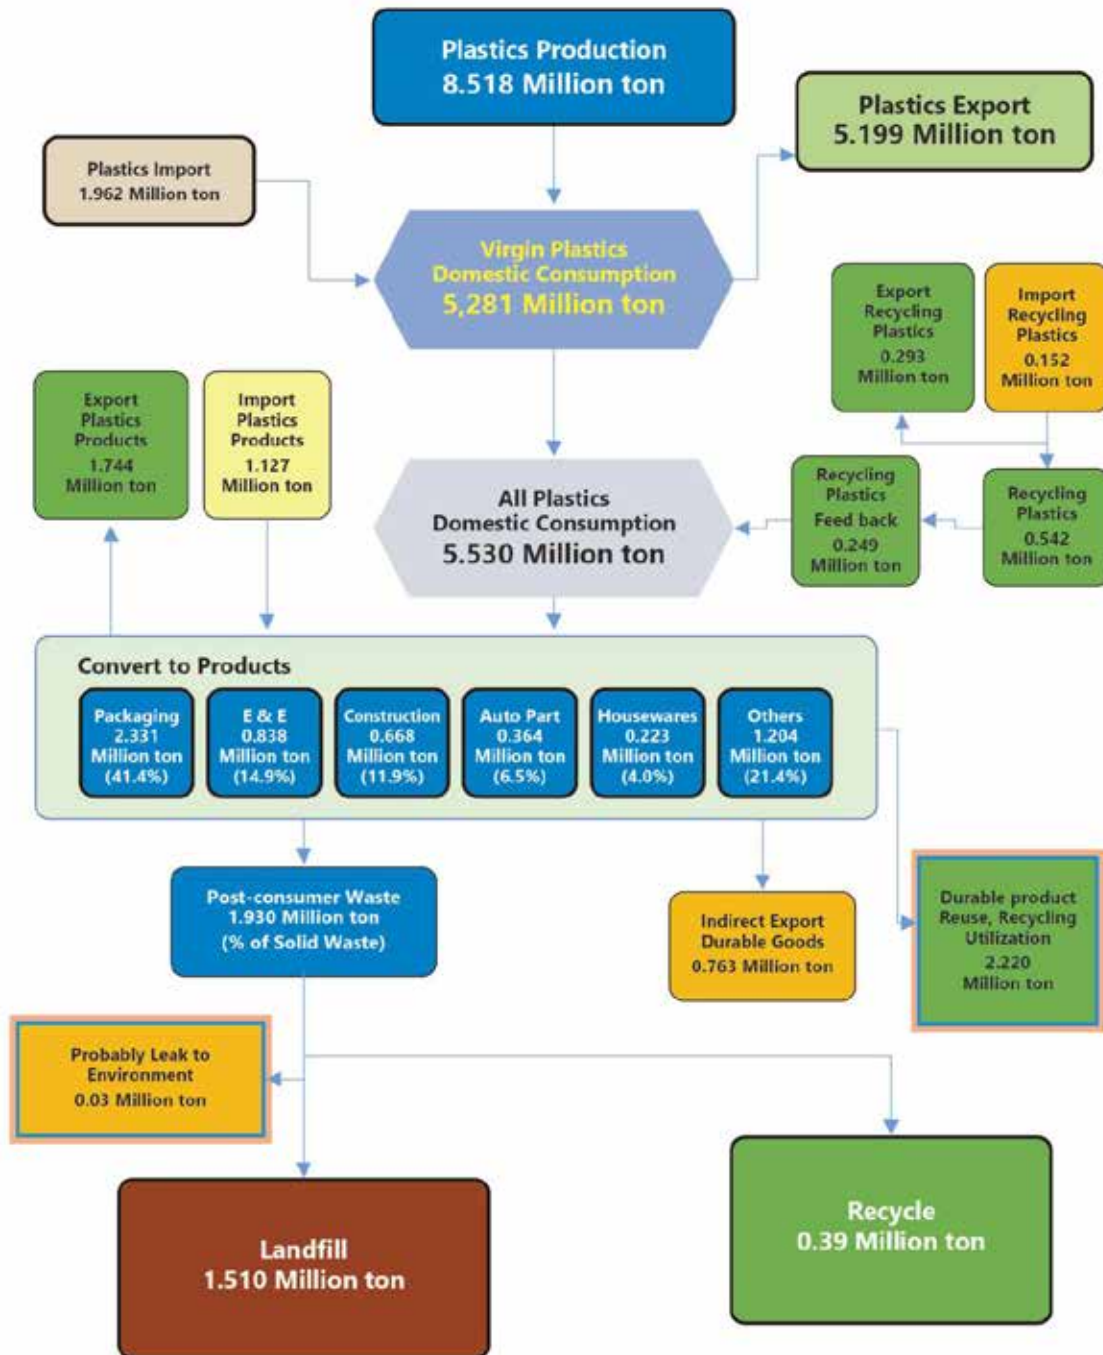 Plastics Production
8.518 Million ton
Plastics Export
5.199 Million ton
Plastics Import
1.962 Million ton
Virgin Plastics
Domestic Consumption
5,281 Million ton
Export
Recycling
Plastics
0.293
Million ton
Import
Recycling
Plastics
0.152
Million ton
Export
Plastics
Products
1.744
Million ton
Import
Plastics
Products
1.127
Million ton
All Plastics
Domestic Consumption
5.530 Million ton
Recycling
Plastics
Feed back
0.249
Million ton
Recycling
Plastics
0.542
Million ton
Convert to Products
Packaging
2.331
Million ton
(41.4%)
E & E
0.838
Million ton
(14.9%)
Construction
0.668
Million ton
(11.9%)
Auto Part
0.364
Million ton
(6.5%)
Housewares
0.223
Million ton
(4.0%)
Others
1.204
Million ton
(21.4%)
Post-consumer Waste
1.930 Million ton
(% of Solid Waste)
Indirect Export
Durable Goods
0.763 Million ton
Durable product
Reuse, Recycling
Utilization
2.220
Million ton
Probably Leak to
Environment
0.03 Million ton
Landfill
1.510 Million ton
Recycle
0.39 Million ton